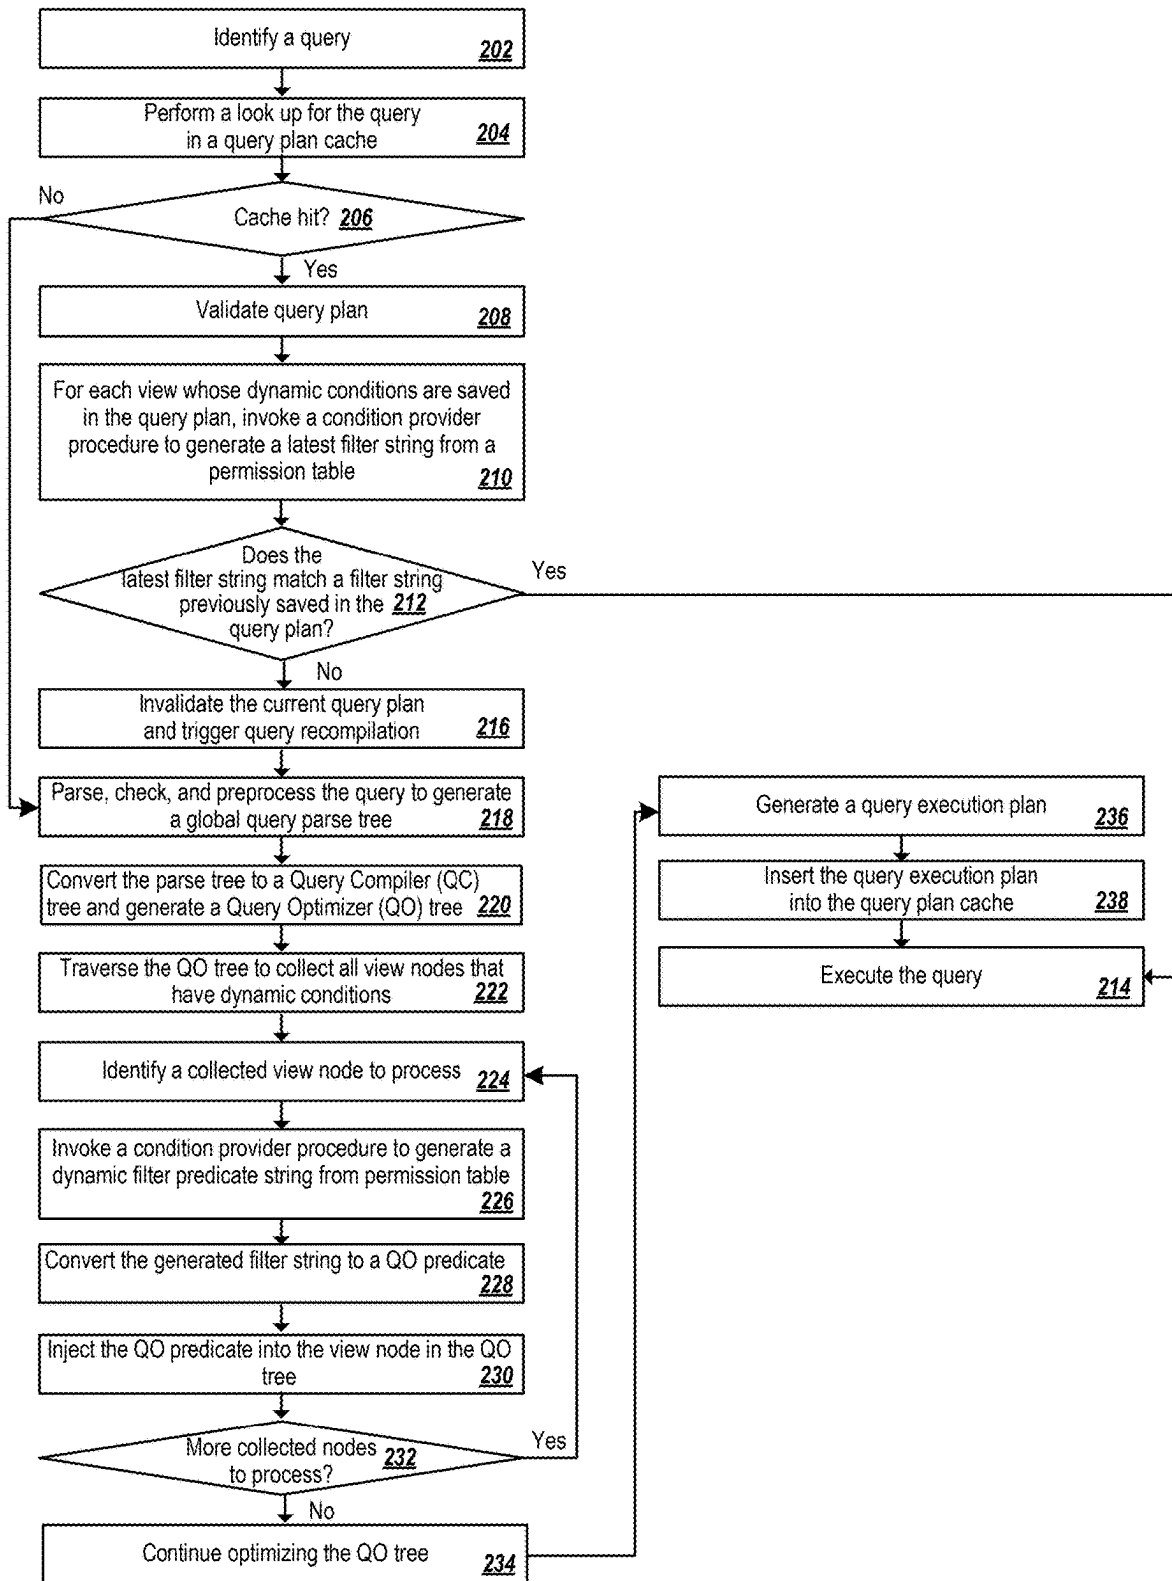 Identify a query
202
Perform a look up for the query
in a query plan cache
204
No
Cache hit? 206
Yes
Validate query plan
208
For each view whose dynamic conditions are saved
in the query plan, invoke a condition provider
procedure to generate a latest filter string from a
permission table
210
Does the
latest filter string match a filter string
previously saved in the 212
query plan?
Yes
No
Invalidate the current query plan
and trigger query recompilation
216
Parse, check, and preprocess the query to generate
a global query parse tree
218
Convert the parse tree to a Query Compiler (QC)
tree and generate a Query Optimizer (QO) tree 220
Traverse the QO tree to collect all view nodes that
have dynamic conditions
222
Identify a collected view node to process
224
Invoke a condition provider procedure to generate a
dynamic filter predicate string from permission table
226
Convert the generated filter string to a QO predicate
228
Inject the QO predicate into the view node in the QO
tree
230
More collected nodes 232
to process?
Yes
No
Continue optimizing the QO tree
234
Generate a query execution plan
236
Insert the query execution plan
into the query plan cache
238
Execute the query
214